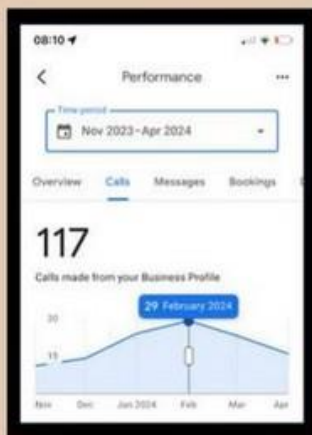 08:10
Performance
Time period
Nov 2023-Apr 2024
Overview Calls Messages Bookings
117
Calls made from your Business Profile
29 February 2024
30
15
Nov Dec Jan 2024 Feb Mar Apr